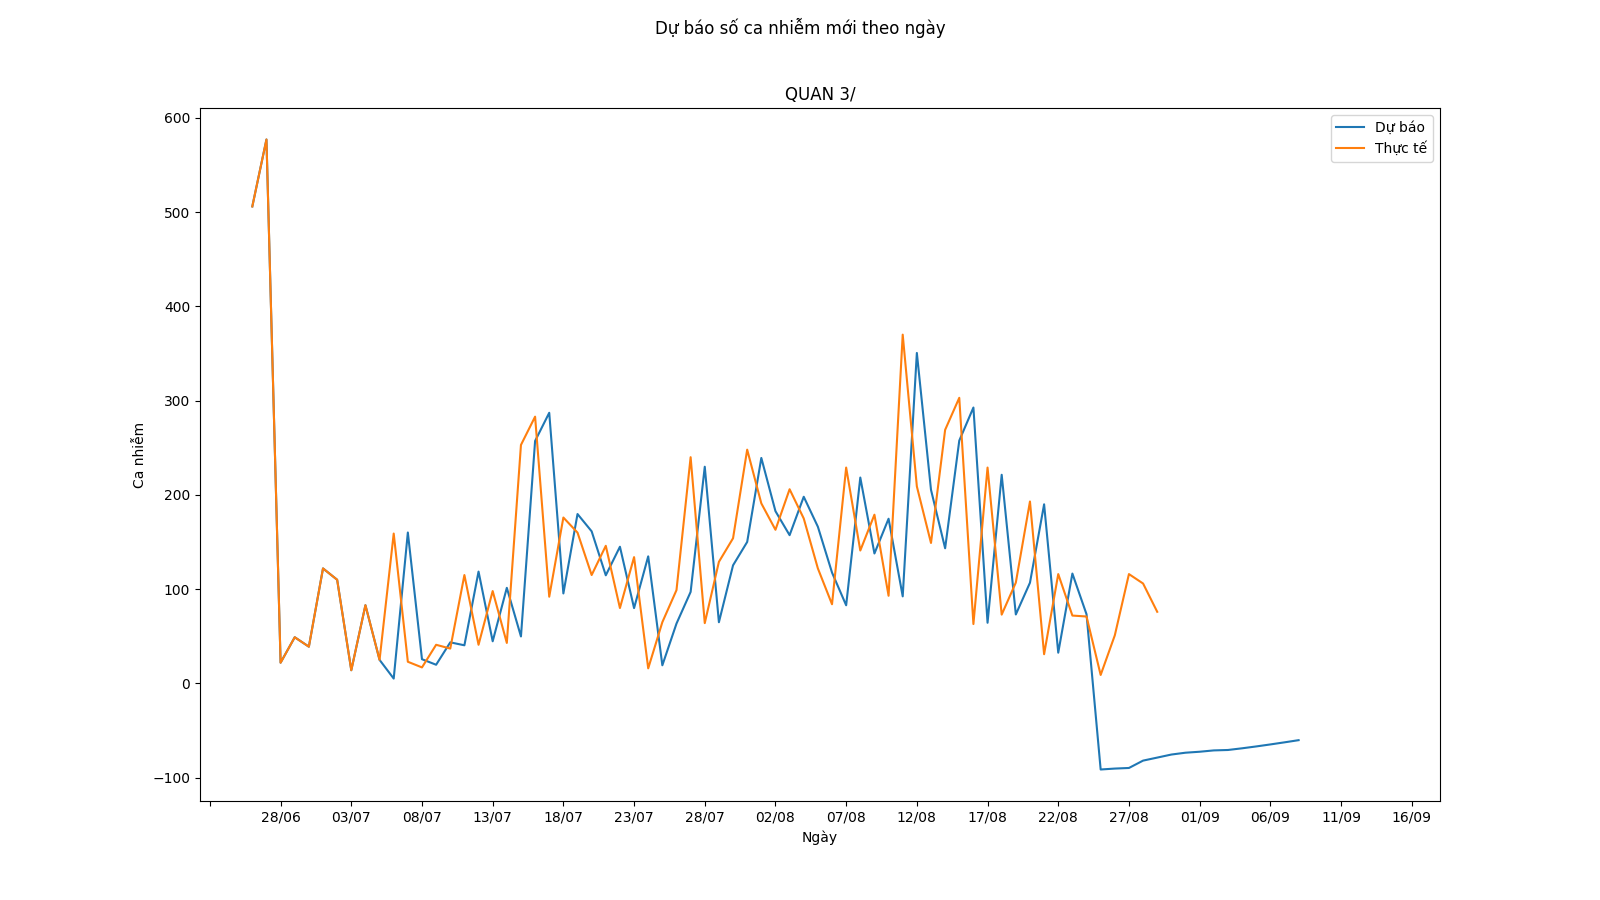 Dự báo số ca nhiễm mới theo ngày
QUAN 3/
Dự báo
Thực tế
600
500
400
300
200
100
0
−100
Ca nhiễm
28/06 03/07 08/07 13/07 18/07 23/07 28/07 02/08 07/08 12/08 17/08 22/08 27/08 01/09 06/09 11/09 16/09
Ngày